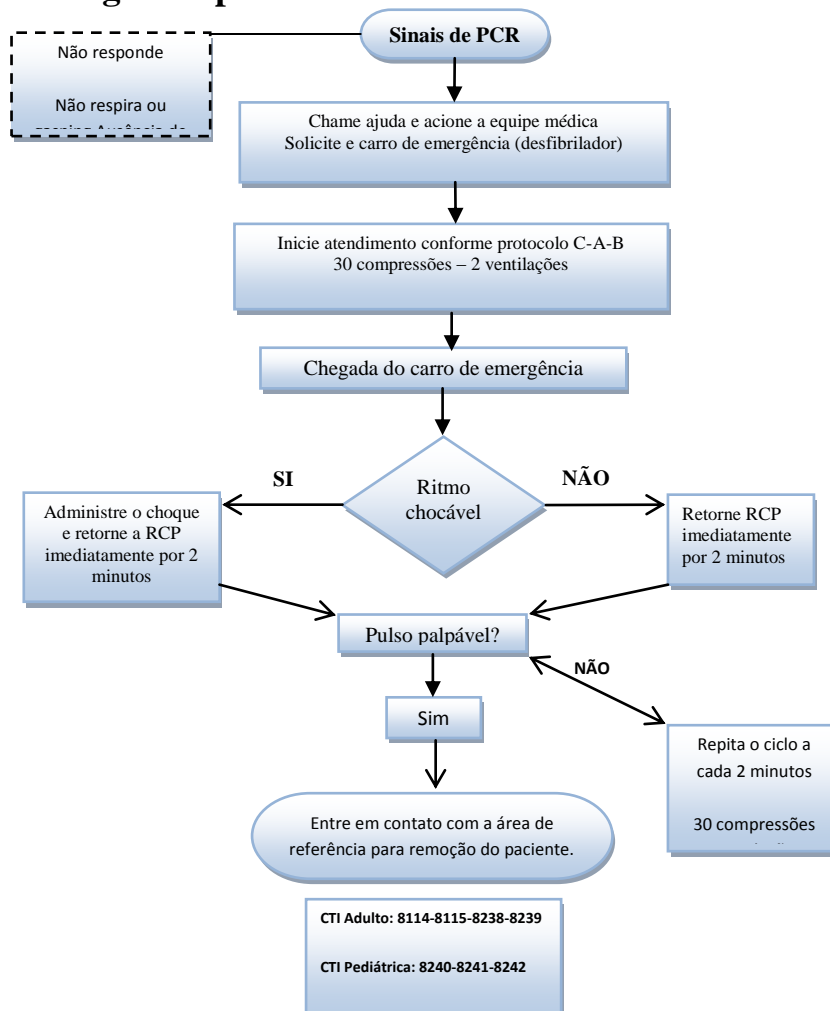 Sinais de PCR
Não responde
Não respira ou
Chame ajuda e acione a equipe médica
Solicite e carro de emergência (desfibrilador)
Inicie atendimento conforme protocolo C-A-B
30 compressões – 2 ventilações
Chegada do carro de emergência
Ritmo
chocável
SI
NÃO
Administre o choque
e retorne a RCP
imediatamente por 2
minutos
Retorne RCP
imediatamente
por 2 minutos
Pulso palpável?
NÃO
Sim
Repita o ciclo a
cada 2 minutos
30 compressões
Entre em contato com a área de
referência para remoção do paciente.
CTI Adulto: 8114-8115-8238-8239
CTI Pediátrica: 8240-8241-8242